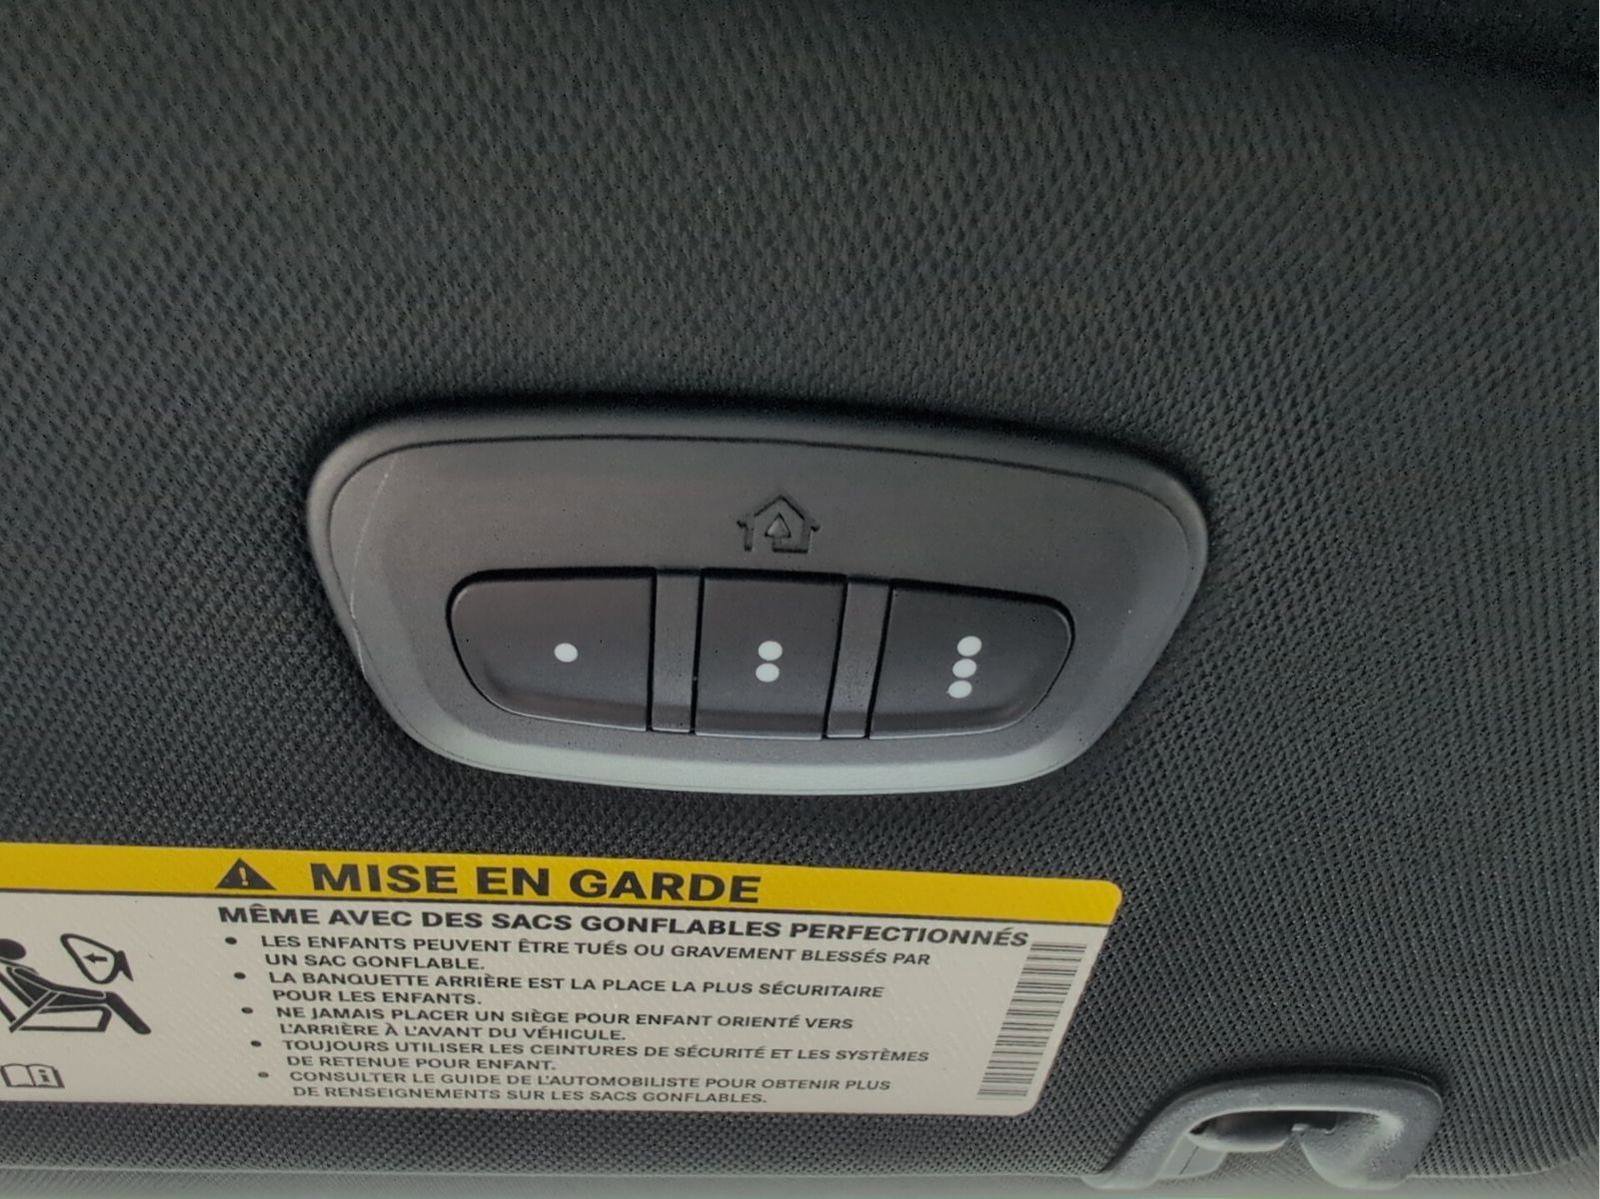 MISE EN GARDE
MÊME AVEC DES SACS GONFLABLES PERFECTIONNÉS
• LES ENFANTS PEUVENT ÊTRE TUÉS OU GRAVEMENT BLESSÉS PAR
UN SAC GONFLABLE.
• LA BANQUETTE ARRIÈRE EST LA PLACE LA PLUS SÉCURITAIRE
POUR LES ENFANTS.
• NE JAMAIS PLACER UN SIÈGE POUR ENFANT ORIENTÉ VERS
L'ARRIÈRE À L'AVANT DU VÉHICULE.
• TOUJOURS UTILISER LES CEINTURES DE SÉCURITÉ ET LES SYSTÈMES
DE RETENUE POUR ENFANT.
• CONSULTER LE GUIDE DE L'AUTOMOBILISTE POUR OBTENIR PLUS
DE RENSEIGNEMENTS SUR LES SACS GONFLABLES.